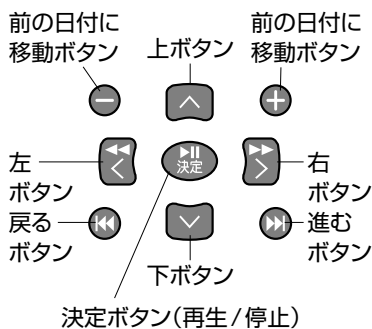 前の日付に
移動ボタン
上ボタン
前の日付に
移動ボタン
左
ボタン
決定
右
ボタン
戻る
ボタン
進む
ボタン
下ボタン
決定ボタン(再生/停止)